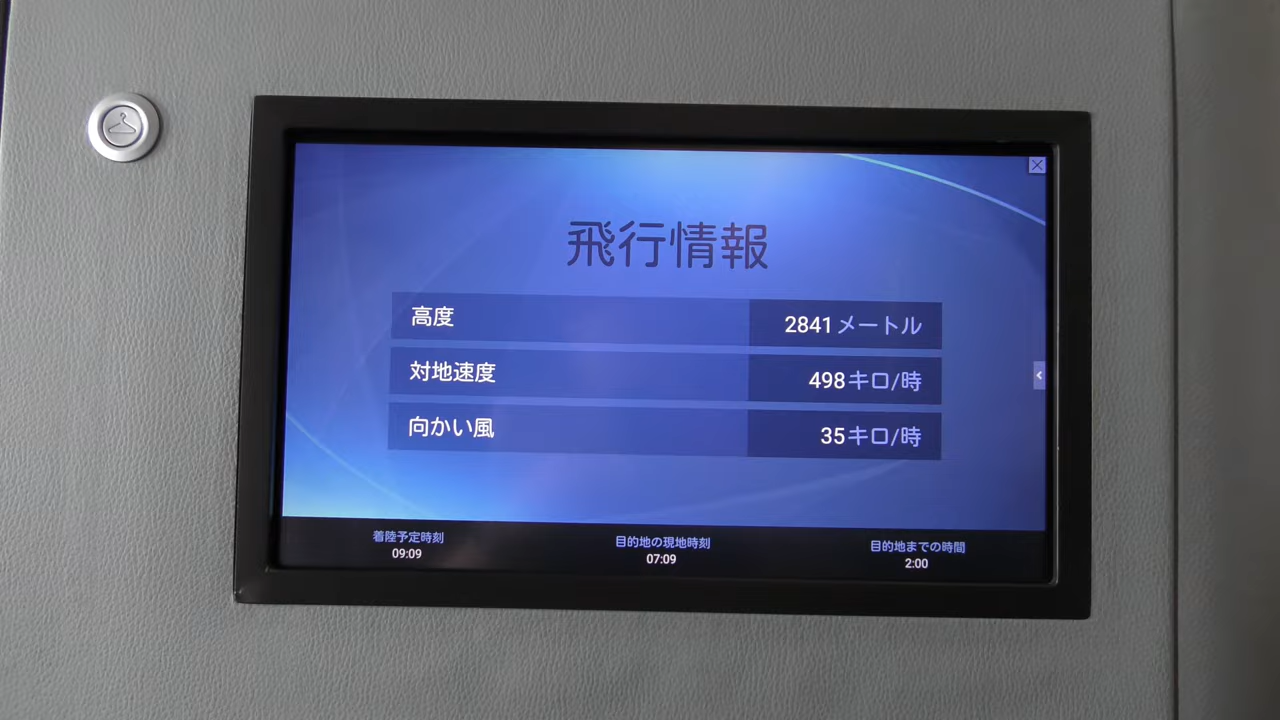 飛行情報
高度 2841メートル
対地速度 498キロ/時
向かい風 35キロ/時
着陸予定時刻 目的地の現地時刻 目的地までの時間
09:09 07:09 2:00